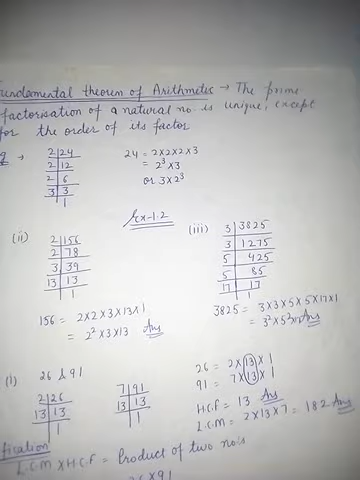 Fundamental theorem of Arithmetic → The prime
factorisation of a natural no. is unique, except
for the order of its factor
→
2 | 24
2 | 12
2 | 6
3 | 3
1
24 = 2×2×2×3
= 2³×3
or 3×2³
Ex-1.2
(ii)
2 | 156
2 | 78
3 | 39
13 | 13
1
156 = 2×2×3×13×1
= 2²×3×13 Ans
(iii)
3 | 3825
3 | 1275
5 | 425
5 | 85
17 | 17
1
3825 = 3×3×5×5×17×1
= 3²×5² Ans
(i) 26 & 91
2 | 26
13 | 13
1
7 | 91
13 | 13
1
26 = 2×13×1
91 = 7×13×1
H.C.F = 13 Ans
L.C.M = 2×13×7 = 182 Ans
fication
L.C.M × H.C.F = Product of two no's
26×91